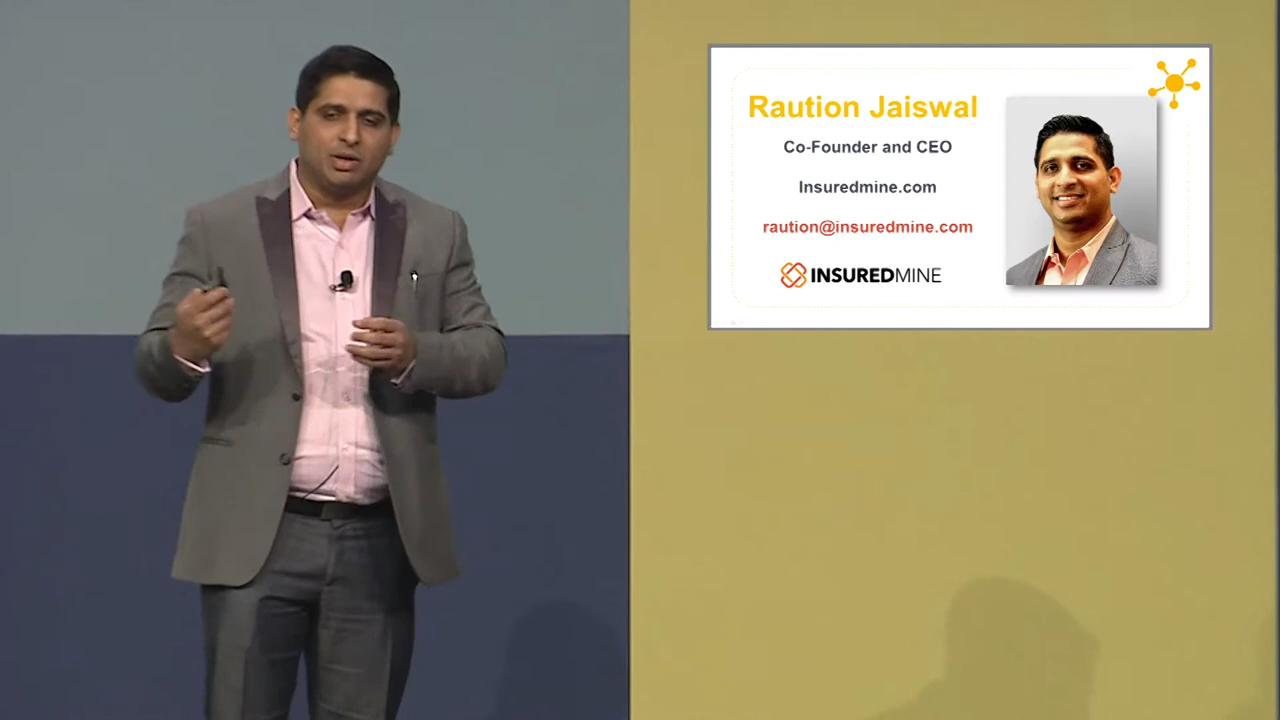 Raution Jaiswal
Co-Founder and CEO
Insuredmine.com
raution@insuredmine.com
INSUREDMINE